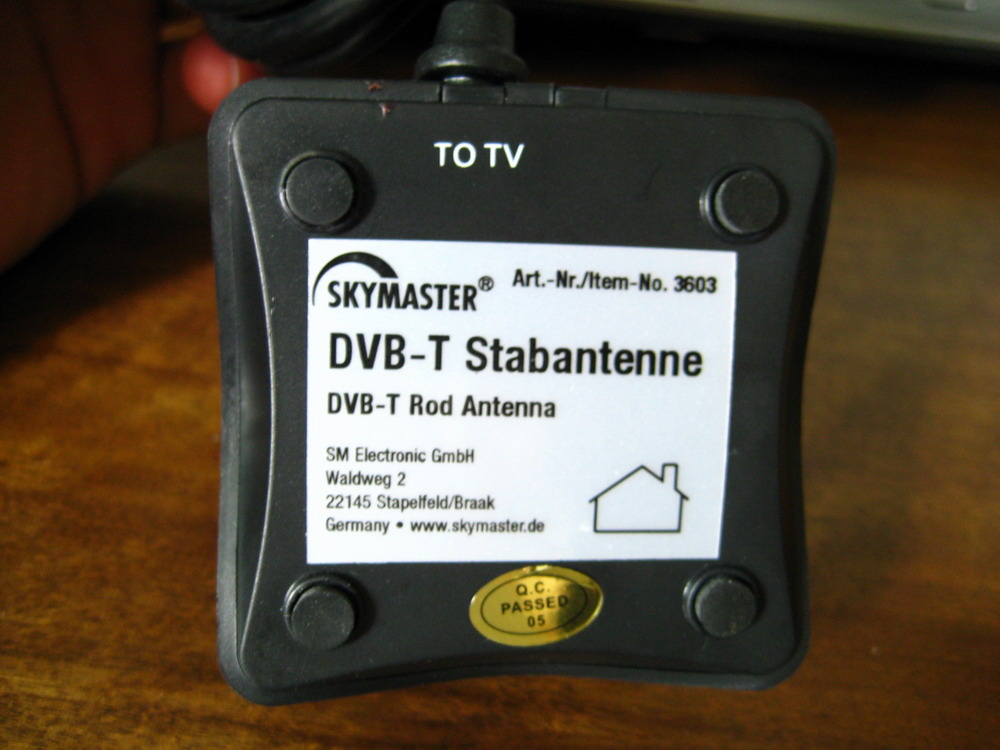 TO TV
SKYMASTER® Art.-Nr./Item-No. 3603
DVB-T Stabantenne
DVB-T Rod Antenna
SM Electronic GmbH
Waldweg 2
22145 Stapelfeld/Braak
Germany • www.skymaster.de
Q.C.
PASSED
05